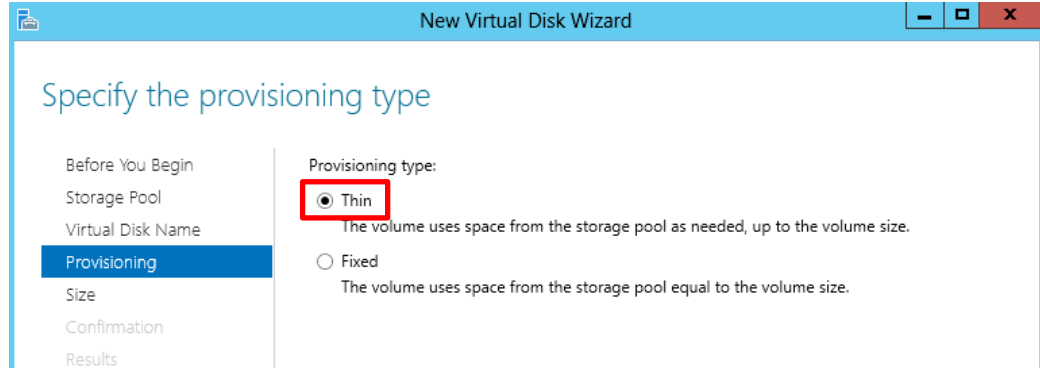 New Virtual Disk Wizard
Specify the provisioning type
Before You Begin
Storage Pool
Virtual Disk Name
Provisioning
Size
Confirmation
Results
Provisioning type:
Thin
The volume uses space from the storage pool as needed, up to the volume size.
Fixed
The volume uses space from the storage pool equal to the volume size.